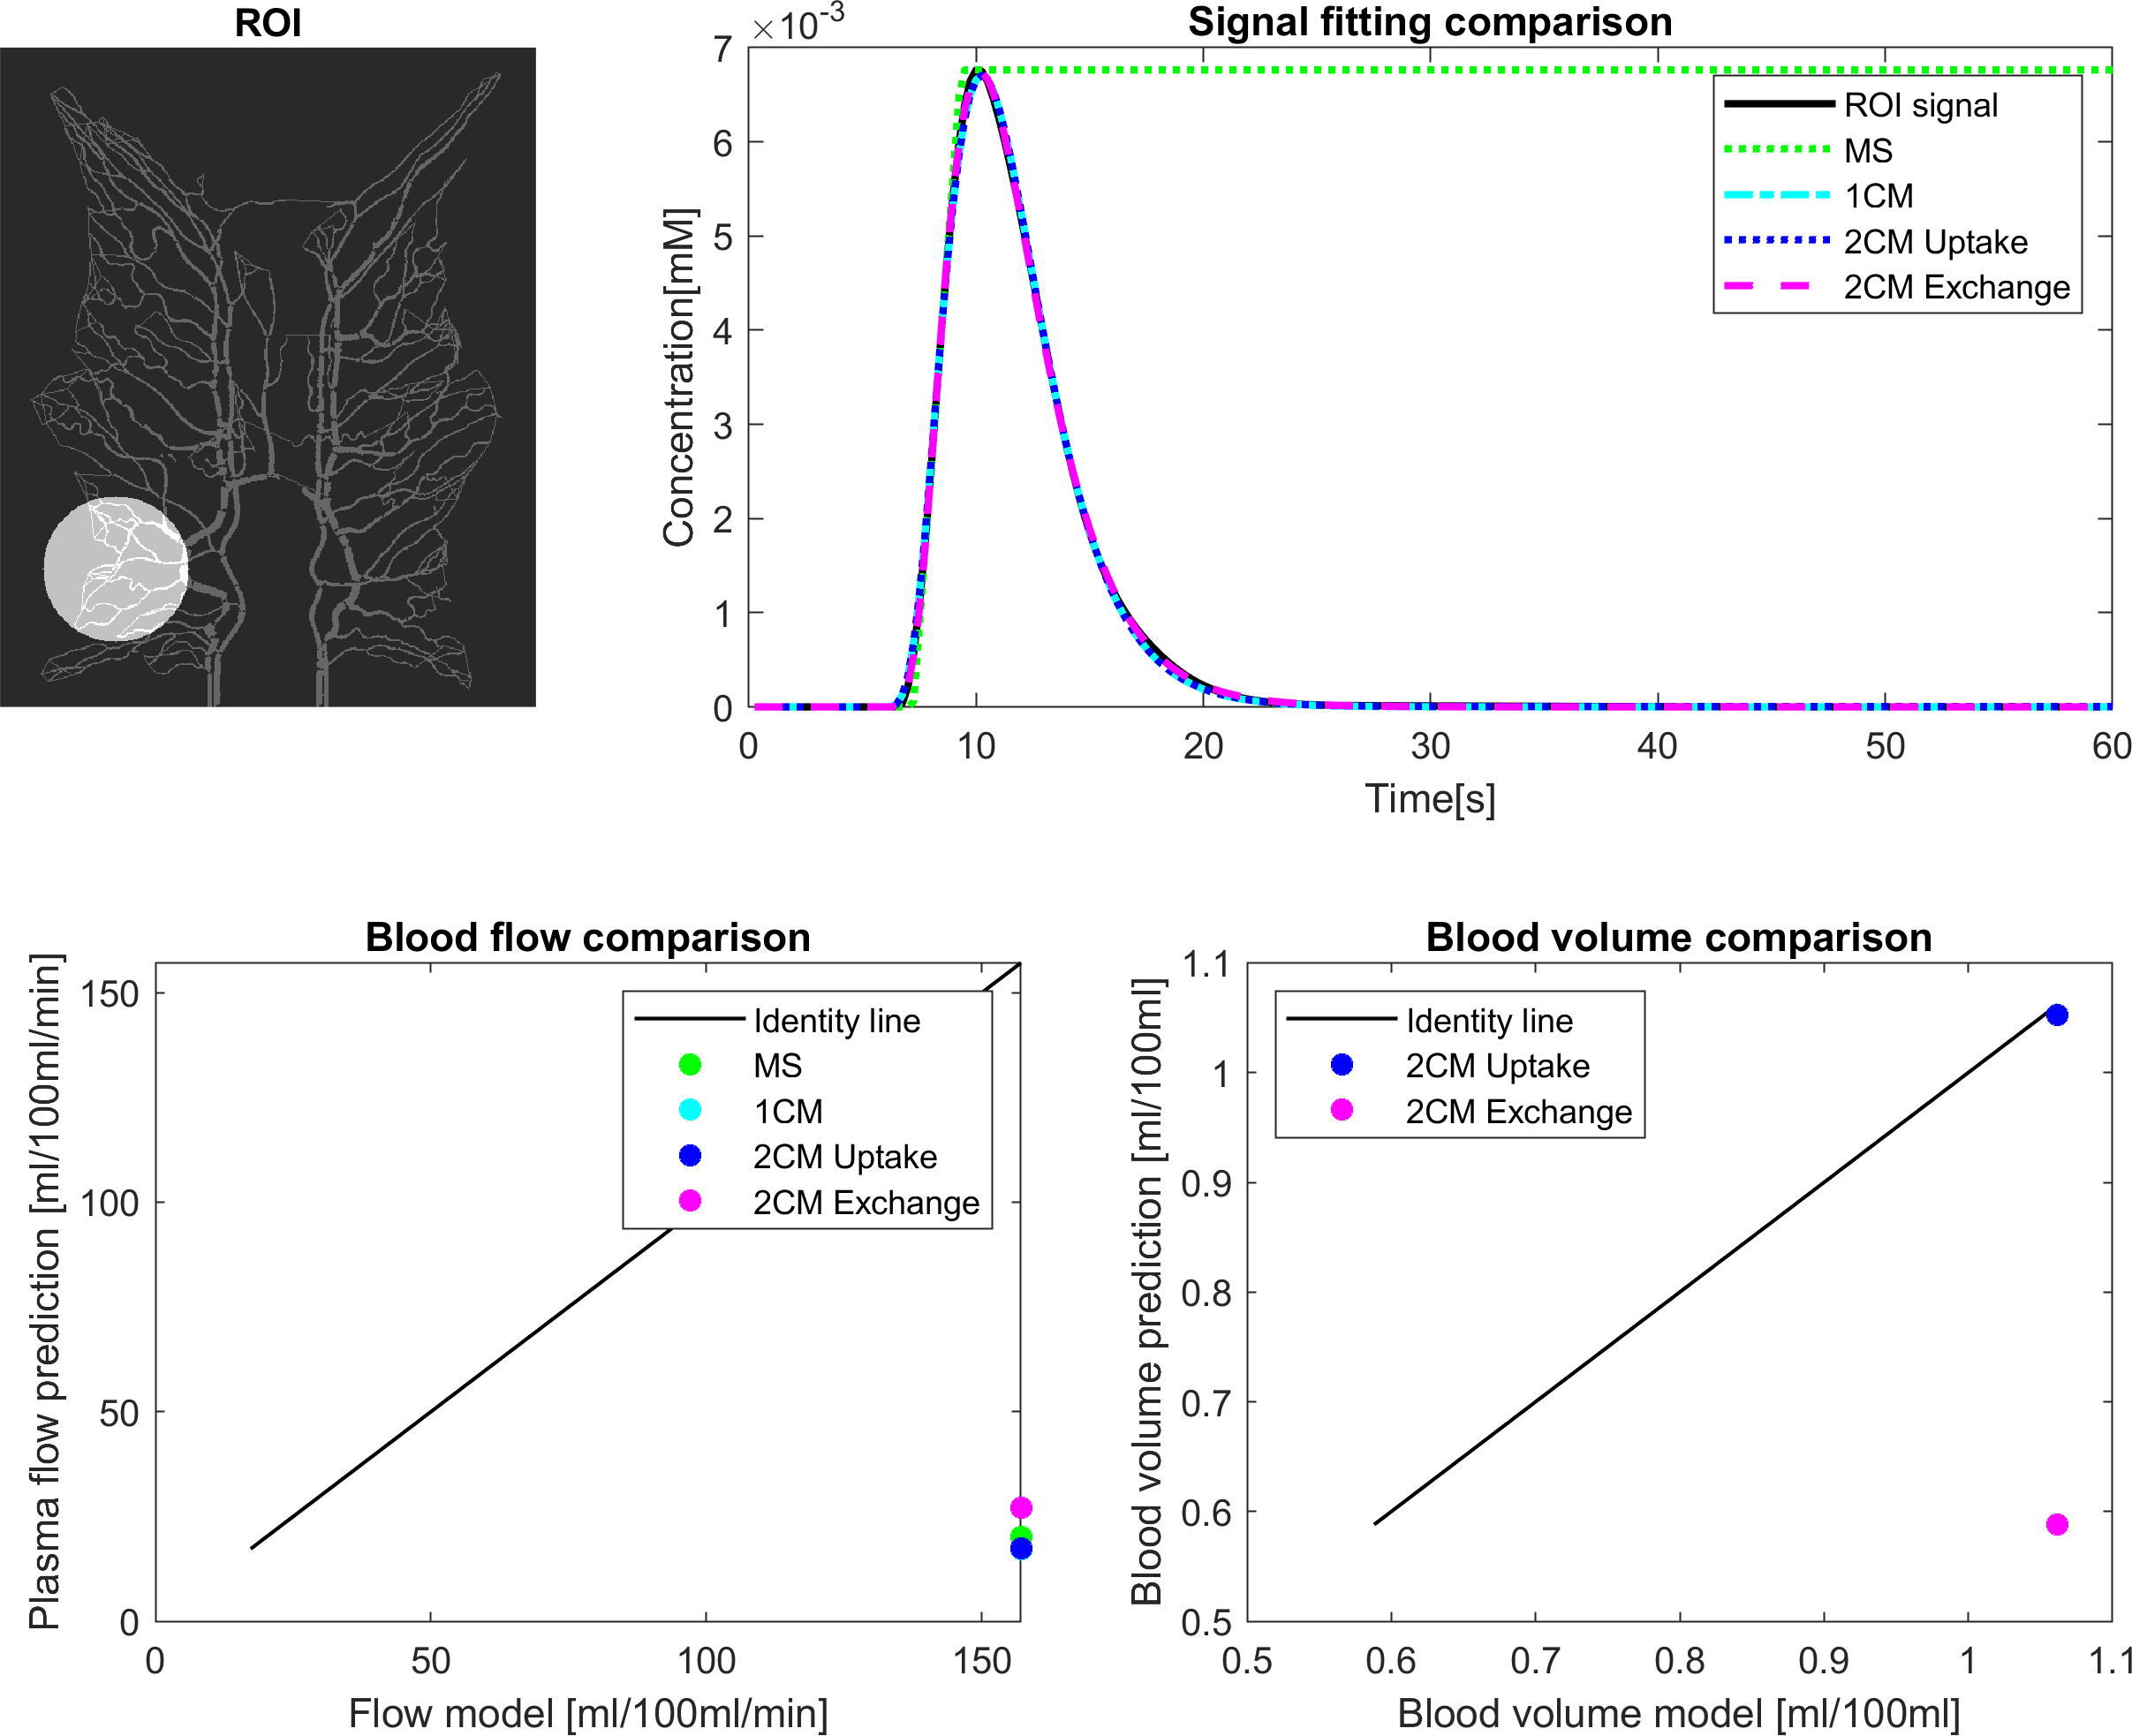 ROI
Signal fitting comparison
×10-3
7
6
5
4
3
2
1
0
Concentration[mM]
0 10 20 30 40 50 60
Time[s]
ROI signal
MS
1CM
2CM Uptake
2CM Exchange
Blood flow comparison
150
100
50
0
Plasma flow prediction [ml/100ml/min]
0 50 100 150
Flow model [ml/100ml/min]
Identity line
MS
1CM
2CM Uptake
2CM Exchange
Blood volume comparison
1.1
1
0.9
0.8
0.7
0.6
0.5
Blood volume prediction [ml/100ml]
0.5 0.6 0.7 0.8 0.9 1 1.1
Blood volume model [ml/100ml]
Identity line
2CM Uptake
2CM Exchange